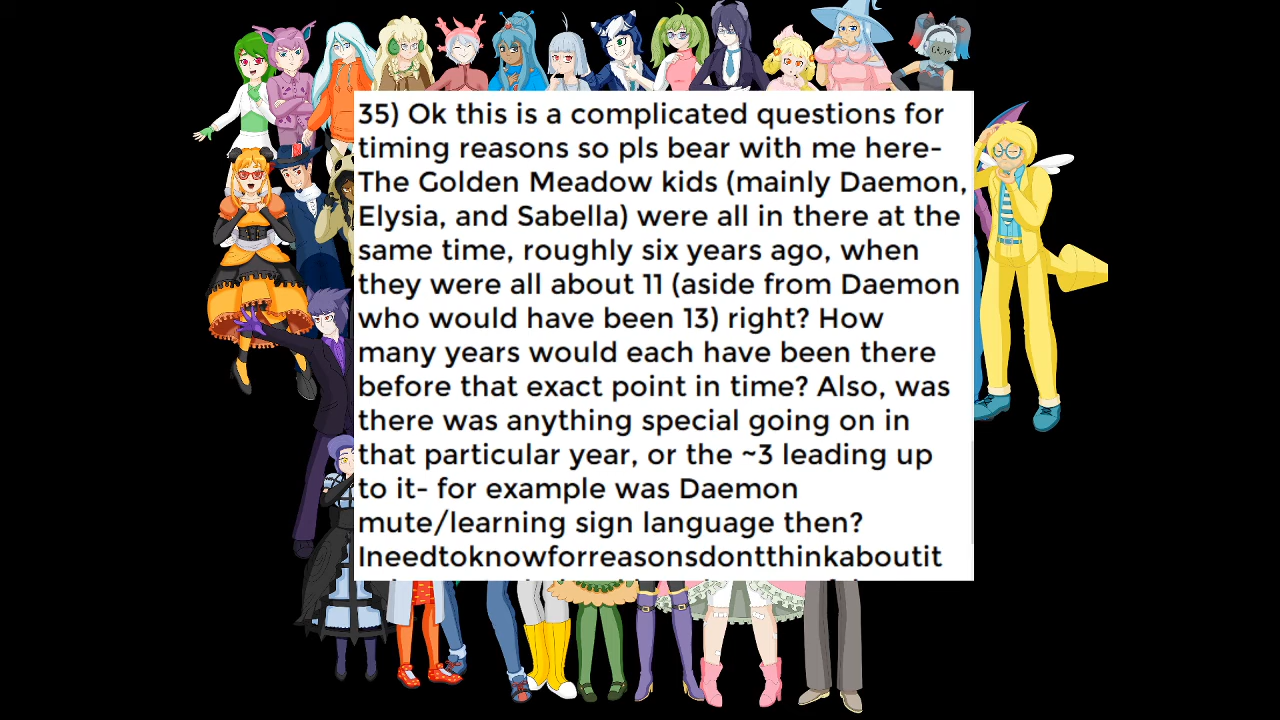 35) Ok this is a complicated questions for
timing reasons so pls bear with me here-
The Golden Meadow kids (mainly Daemon,
Elysia, and Sabella) were all in there at the
same time, roughly six years ago, when
they were all about 11 (aside from Daemon
who would have been 13) right? How
many years would each have been there
before that exact point in time? Also, was
there was anything special going on in
that particular year, or the ~3 leading up
to it- for example was Daemon
mute/learning sign language then?
Ineedtoknowforreasonsdontthinkaboutit